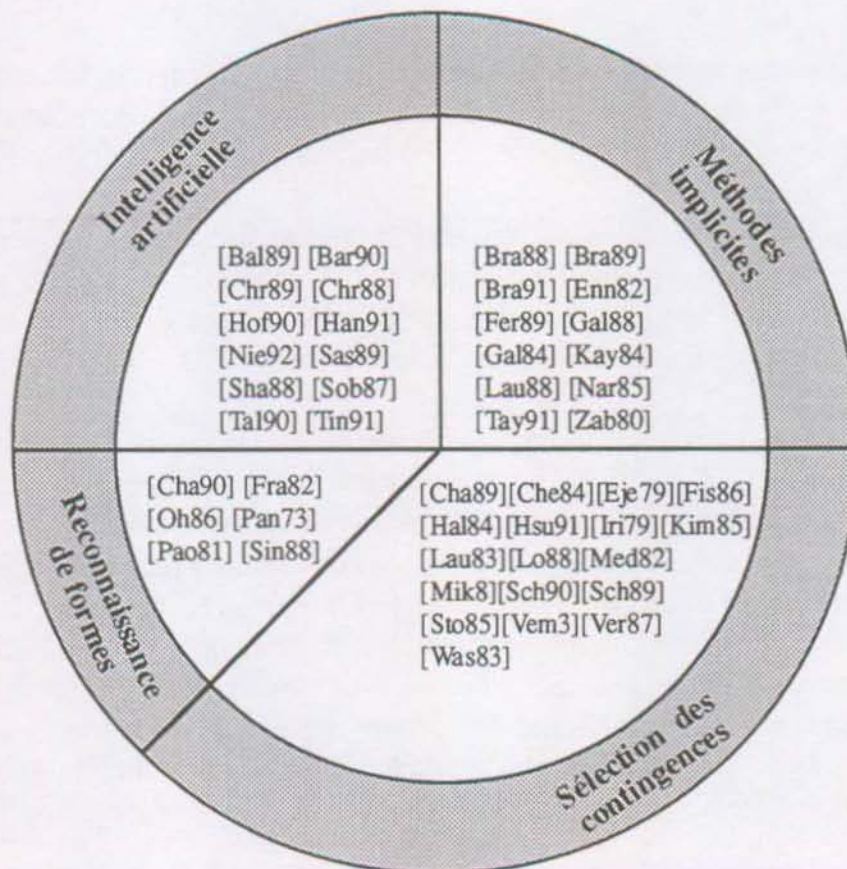 Intelligence
artificielle
[Bal89] [Bar90]
[Chr89] [Chr88]
[Hof90] [Han91]
[Nie92] [Sas89]
[Sha88] [Sob87]
[Tal90] [Tin91]
Méthodes
implicites
[Bra88] [Bra89]
[Bra91] [Enn82]
[Fer89] [Gal88]
[Gal84] [Kay84]
[Lau88] [Nar85]
[Tay91] [Zab80]
Reconnaissance
de formes
[Cha90] [Fra82]
[Oh86] [Pan73]
[Pao81] [Sin88]
[Cha89][Che84][Eje79][Fis86]
[Hal84][Hsu91][Iri79][Kim85]
[Lau83][Lo88][Med82]
[Mik8][Sch90][Sch89]
[Sto85][Vem3][Ver87]
[Was83]
Sélection des
contingences